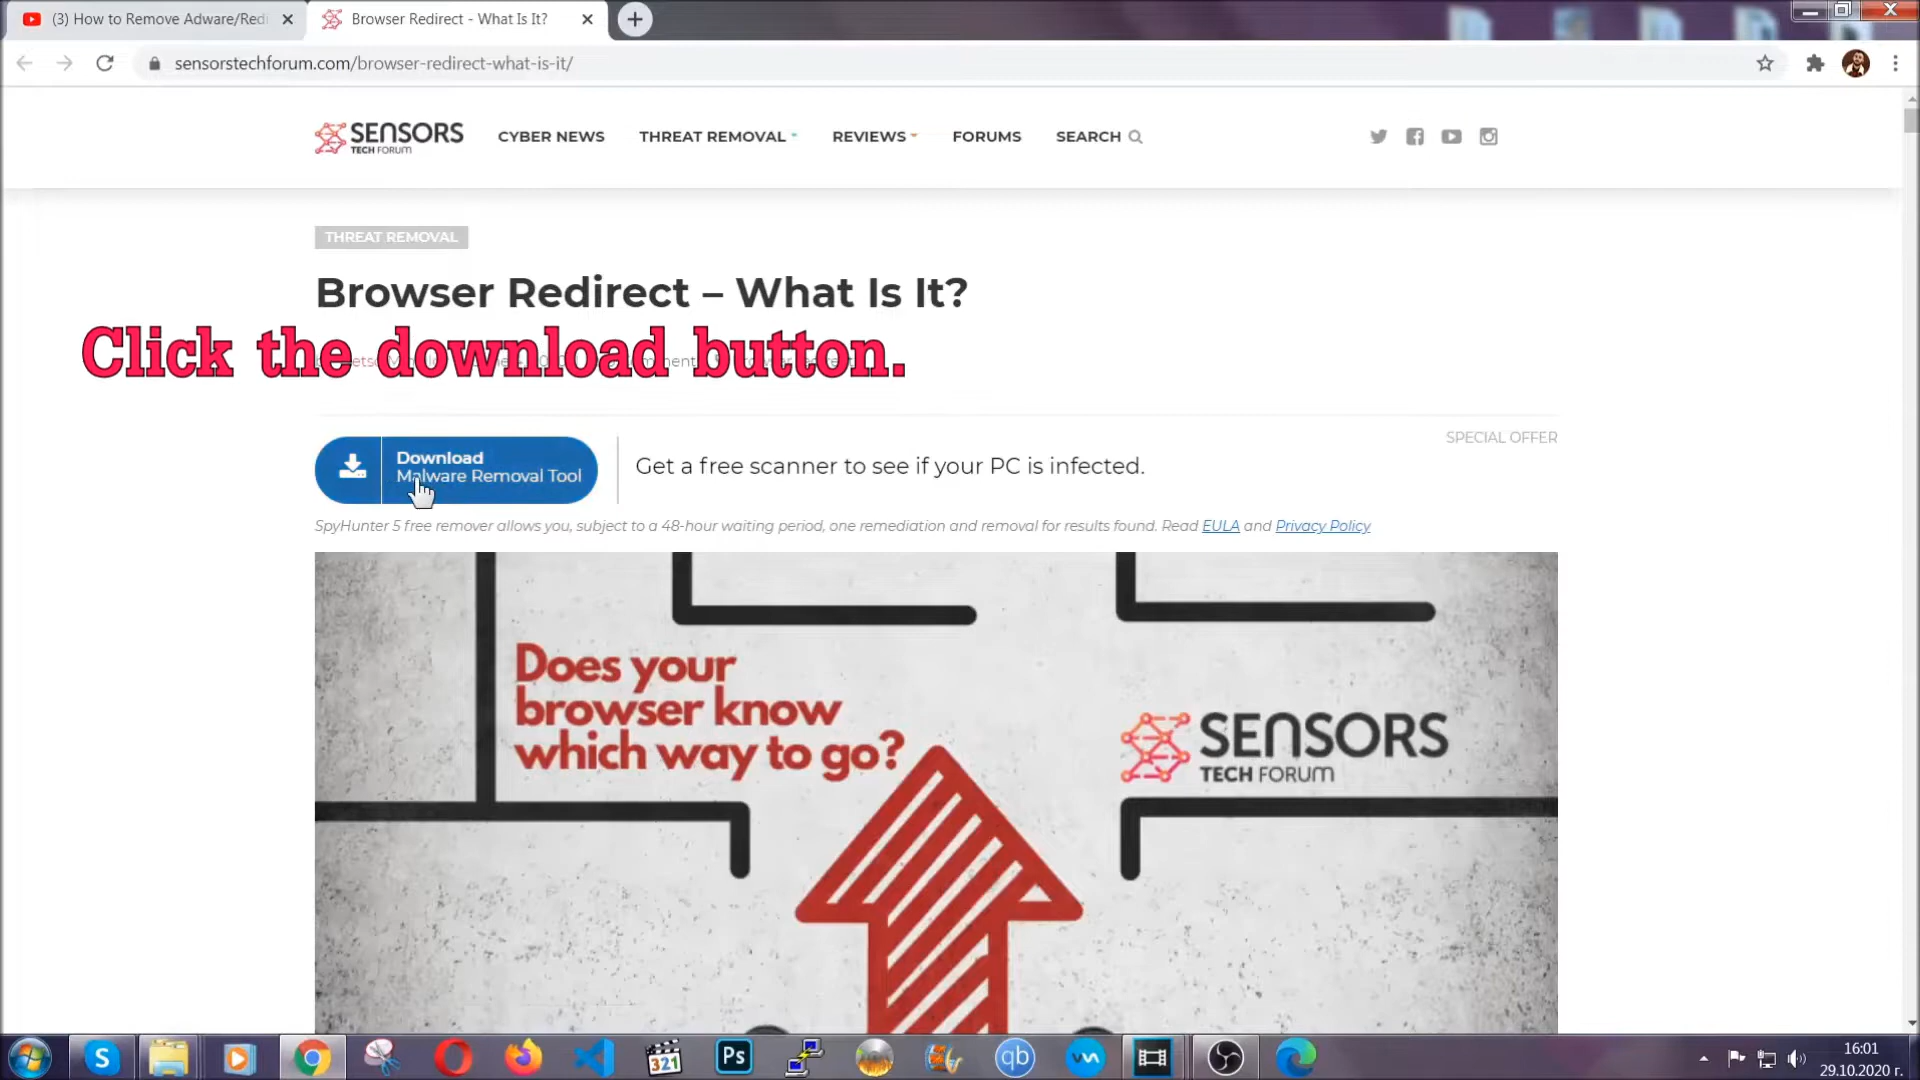 (3) How to Remove Adware/Redi
Browser Redirect - What Is It?
sensorstechforum.com/browser-redirect-what-is-it/
SENSORS
TECH FORUM
CYBER NEWS
THREAT REMOVAL
REVIEWS
FORUMS
SEARCH
THREAT REMOVAL
Browser Redirect – What Is It?
Click the download button.
SPECIAL OFFER
Download
Malware Removal Tool
Get a free scanner to see if your PC is infected.
SpyHunter 5 free remover allows you, subject to a 48-hour waiting period, one remediation and removal for results found. Read EULA and Privacy Policy
Does your
browser know
which way to go?
SENSORS
TECH FORUM
S
321
Ps
qb
16:01
29.10.2020 г.